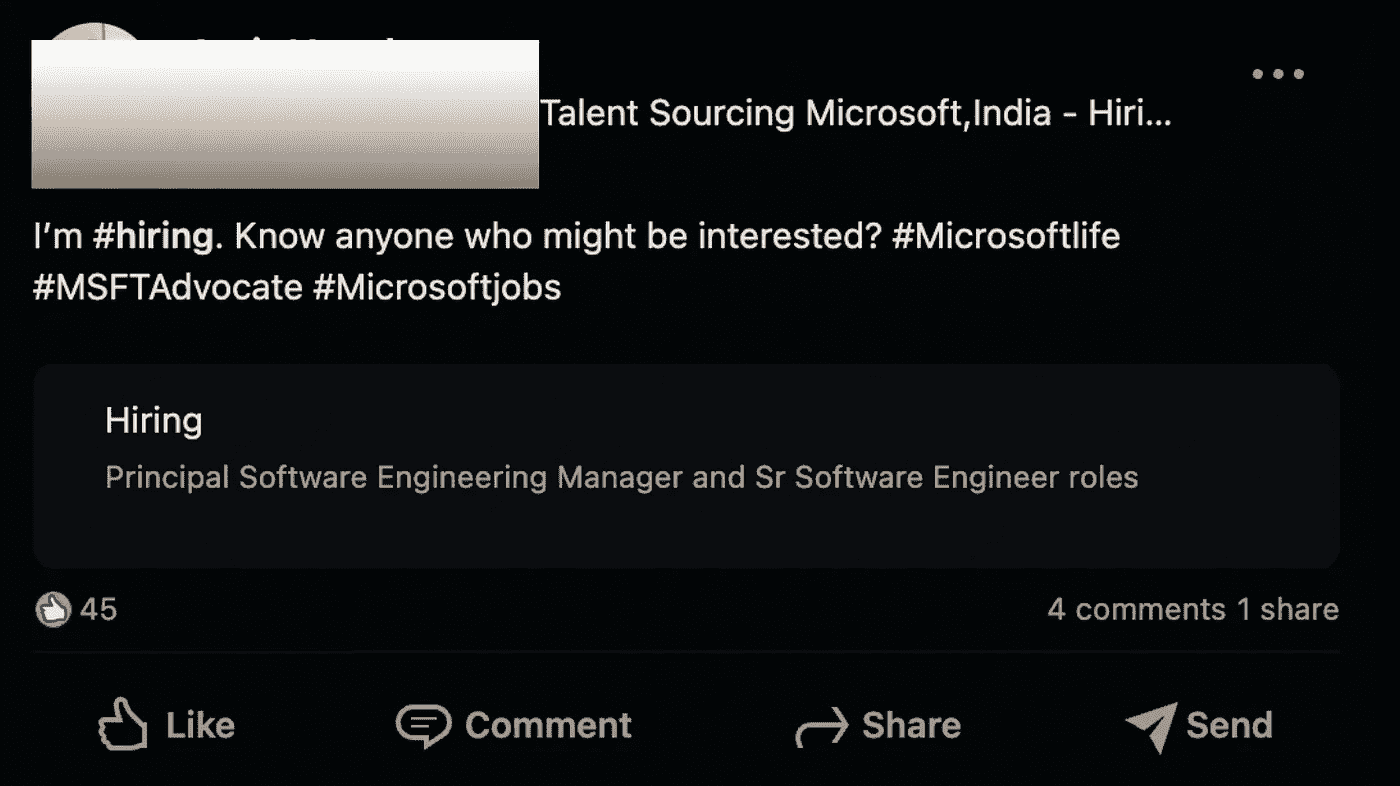 Talent Sourcing Microsoft,India - Hiri...
I'm #hiring. Know anyone who might be interested? #Microsoftlife
#MSFTAdvocate #Microsoftjobs
Hiring
Principal Software Engineering Manager and Sr Software Engineer roles
45
4 comments 1 share
Like
Comment
Share
Send